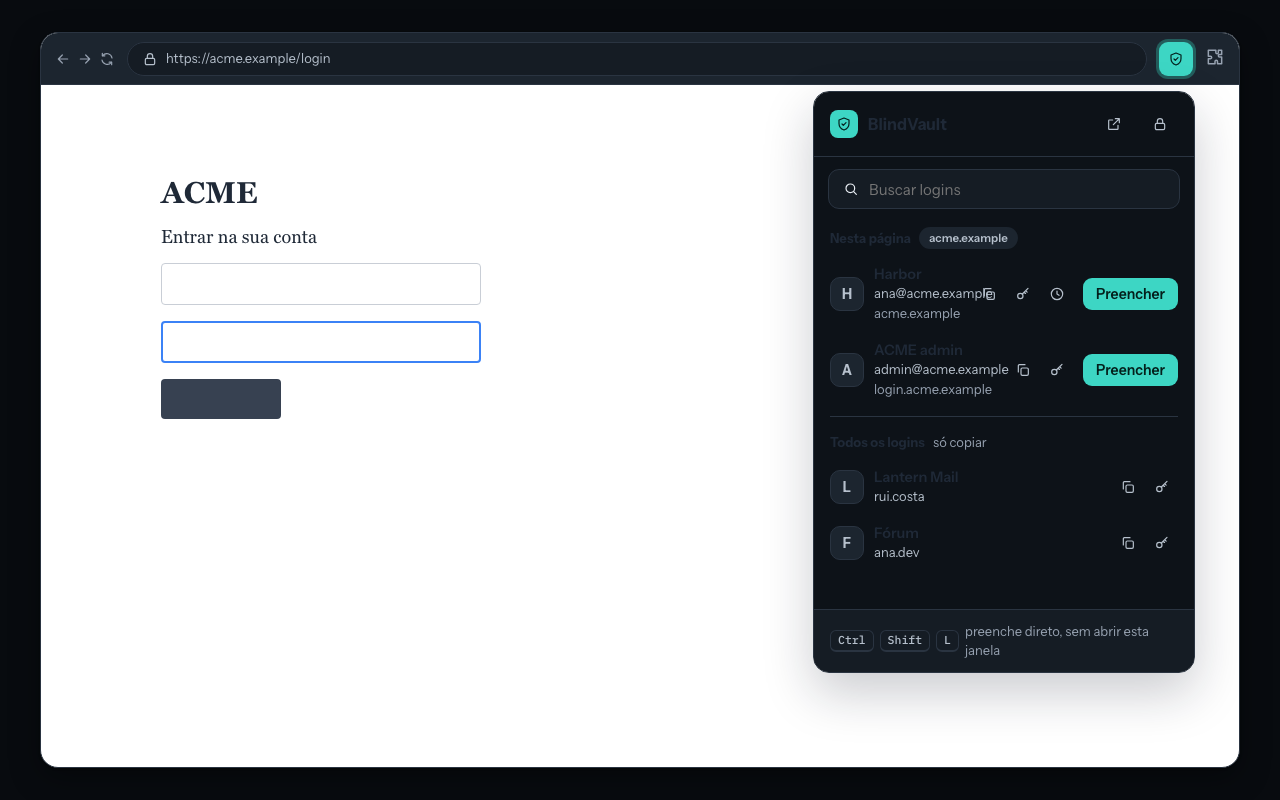 https://acme.example/login
ACME
Entrar na sua conta
BlindVault
Buscar logins
Nesta página acme.example
H
Harbor
ana@acme.example
acme.example
Preencher
A
ACME admin
admin@acme.example
login.acme.example
Preencher
Todos os logins só copiar
L
Lantern Mail
rui.costa
F
Fórum
ana.dev
Ctrl Shift L preenche direto, sem abrir esta
janela